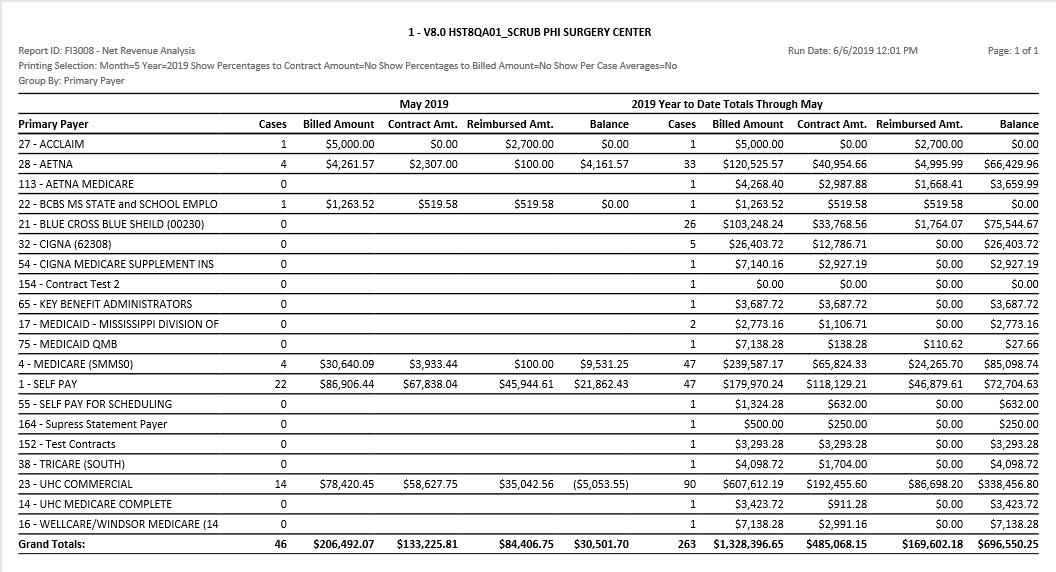 1 - V8.0 HST8QA01_SCRUB PHI SURGERY CENTER
Report ID: FI3008 - Net Revenue Analysis Run Date: 6/6/2019 12:01 PM Page: 1 of 1
Printing Selection: Month=5 Year=2019 Show Percentages to Contract Amount=No Show Percentages to Billed Amount=No Show Per Case Averages=No
Group By: Primary Payer
May 2019 2019 Year to Date Totals Through May
Primary Payer Cases Billed Amount Contract Amt. Reimbursed Amt. Balance Cases Billed Amount Contract Amt. Reimbursed Amt. Balance
27 - ACCLAIM 1 $5,000.00 $0.00 $2,700.00 $0.00 1 $5,000.00 $0.00 $2,700.00 $0.00
28 - AETNA 4 $4,261.57 $2,307.00 $100.00 $4,161.57 33 $120,525.57 $40,954.66 $4,995.99 $66,429.96
113 - AETNA MEDICARE 0 1 $4,268.40 $2,987.88 $1,668.41 $3,659.99
22 - BCBS MS STATE and SCHOOL EMPLO 1 $1,263.52 $519.58 $519.58 $0.00 1 $1,263.52 $519.58 $519.58 $0.00
21 - BLUE CROSS BLUE SHEILD (00230) 0 26 $103,248.24 $33,768.56 $1,764.07 $75,544.67
32 - CIGNA (62308) 0 5 $26,403.72 $12,786.71 $0.00 $26,403.72
54 - CIGNA MEDICARE SUPPLEMENT INS 0 1 $7,140.16 $2,927.19 $0.00 $2,927.19
154 - Contract Test 2 0 1 $0.00 $0.00 $0.00 $0.00
65 - KEY BENEFIT ADMINISTRATORS 0 1 $3,687.72 $3,687.72 $0.00 $3,687.72
17 - MEDICAID - MISSISSIPPI DIVISION OF 0 2 $2,773.16 $1,106.71 $0.00 $2,773.16
75 - MEDICAID QMB 0 1 $7,138.28 $138.28 $110.62 $27.66
4 - MEDICARE (SMMS0) 4 $30,640.09 $3,933.44 $100.00 $9,531.25 47 $239,587.17 $65,824.33 $24,265.70 $85,098.74
1 - SELF PAY 22 $86,906.44 $67,838.04 $45,944.61 $21,862.43 47 $179,970.24 $118,129.21 $46,879.61 $72,704.63
55 - SELF PAY FOR SCHEDULING 0 1 $1,324.28 $632.00 $0.00 $632.00
164 - Supress Statement Payer 0 1 $500.00 $250.00 $0.00 $250.00
152 - Test Contracts 0 1 $3,293.28 $3,293.28 $0.00 $3,293.28
38 - TRICARE (SOUTH) 0 1 $4,098.72 $1,704.00 $0.00 $4,098.72
23 - UHC COMMERCIAL 14 $78,420.45 $58,627.75 $35,042.56 ($5,053.55) 90 $607,612.19 $192,455.60 $86,698.20 $338,456.80
14 - UHC MEDICARE COMPLETE 0 1 $3,423.72 $911.28 $0.00 $3,423.72
16 - WELLCARE/WINDSOR MEDICARE (14 0 1 $7,138.28 $2,991.16 $0.00 $7,138.28
Grand Totals: 46 $206,492.07 $133,225.81 $84,406.75 $30,501.70 263 $1,328,396.65 $485,068.15 $169,602.18 $696,550.25